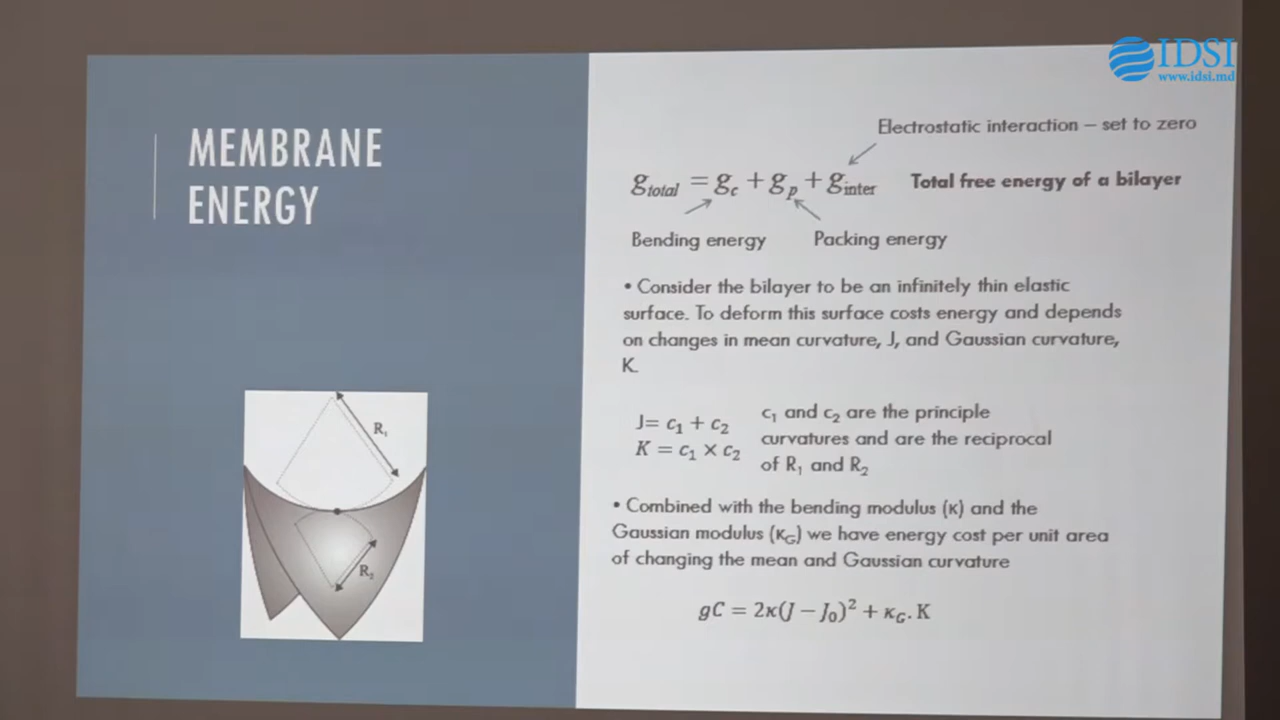 IDSI
www.idsi.md
MEMBRANE
ENERGY
Electrostatic interaction – set to zero
g_total = g_c + g_p + g_inter Total free energy of a bilayer
Bending energy Packing energy
• Consider the bilayer to be an infinitely thin elastic
surface. To deform this surface costs energy and depends
on changes in mean curvature, J, and Gaussian curvature,
K.
J= c₁ + c₂
K = c₁ × c₂
c₁ and c₂ are the principle
curvatures and are the reciprocal
of R₁ and R₂
• Combined with the bending modulus (κ) and the
Gaussian modulus (κ_G) we have energy cost per unit area
of changing the mean and Gaussian curvature
gC = 2κ(J − J₀)² + κ_G. K
R₁
R₂